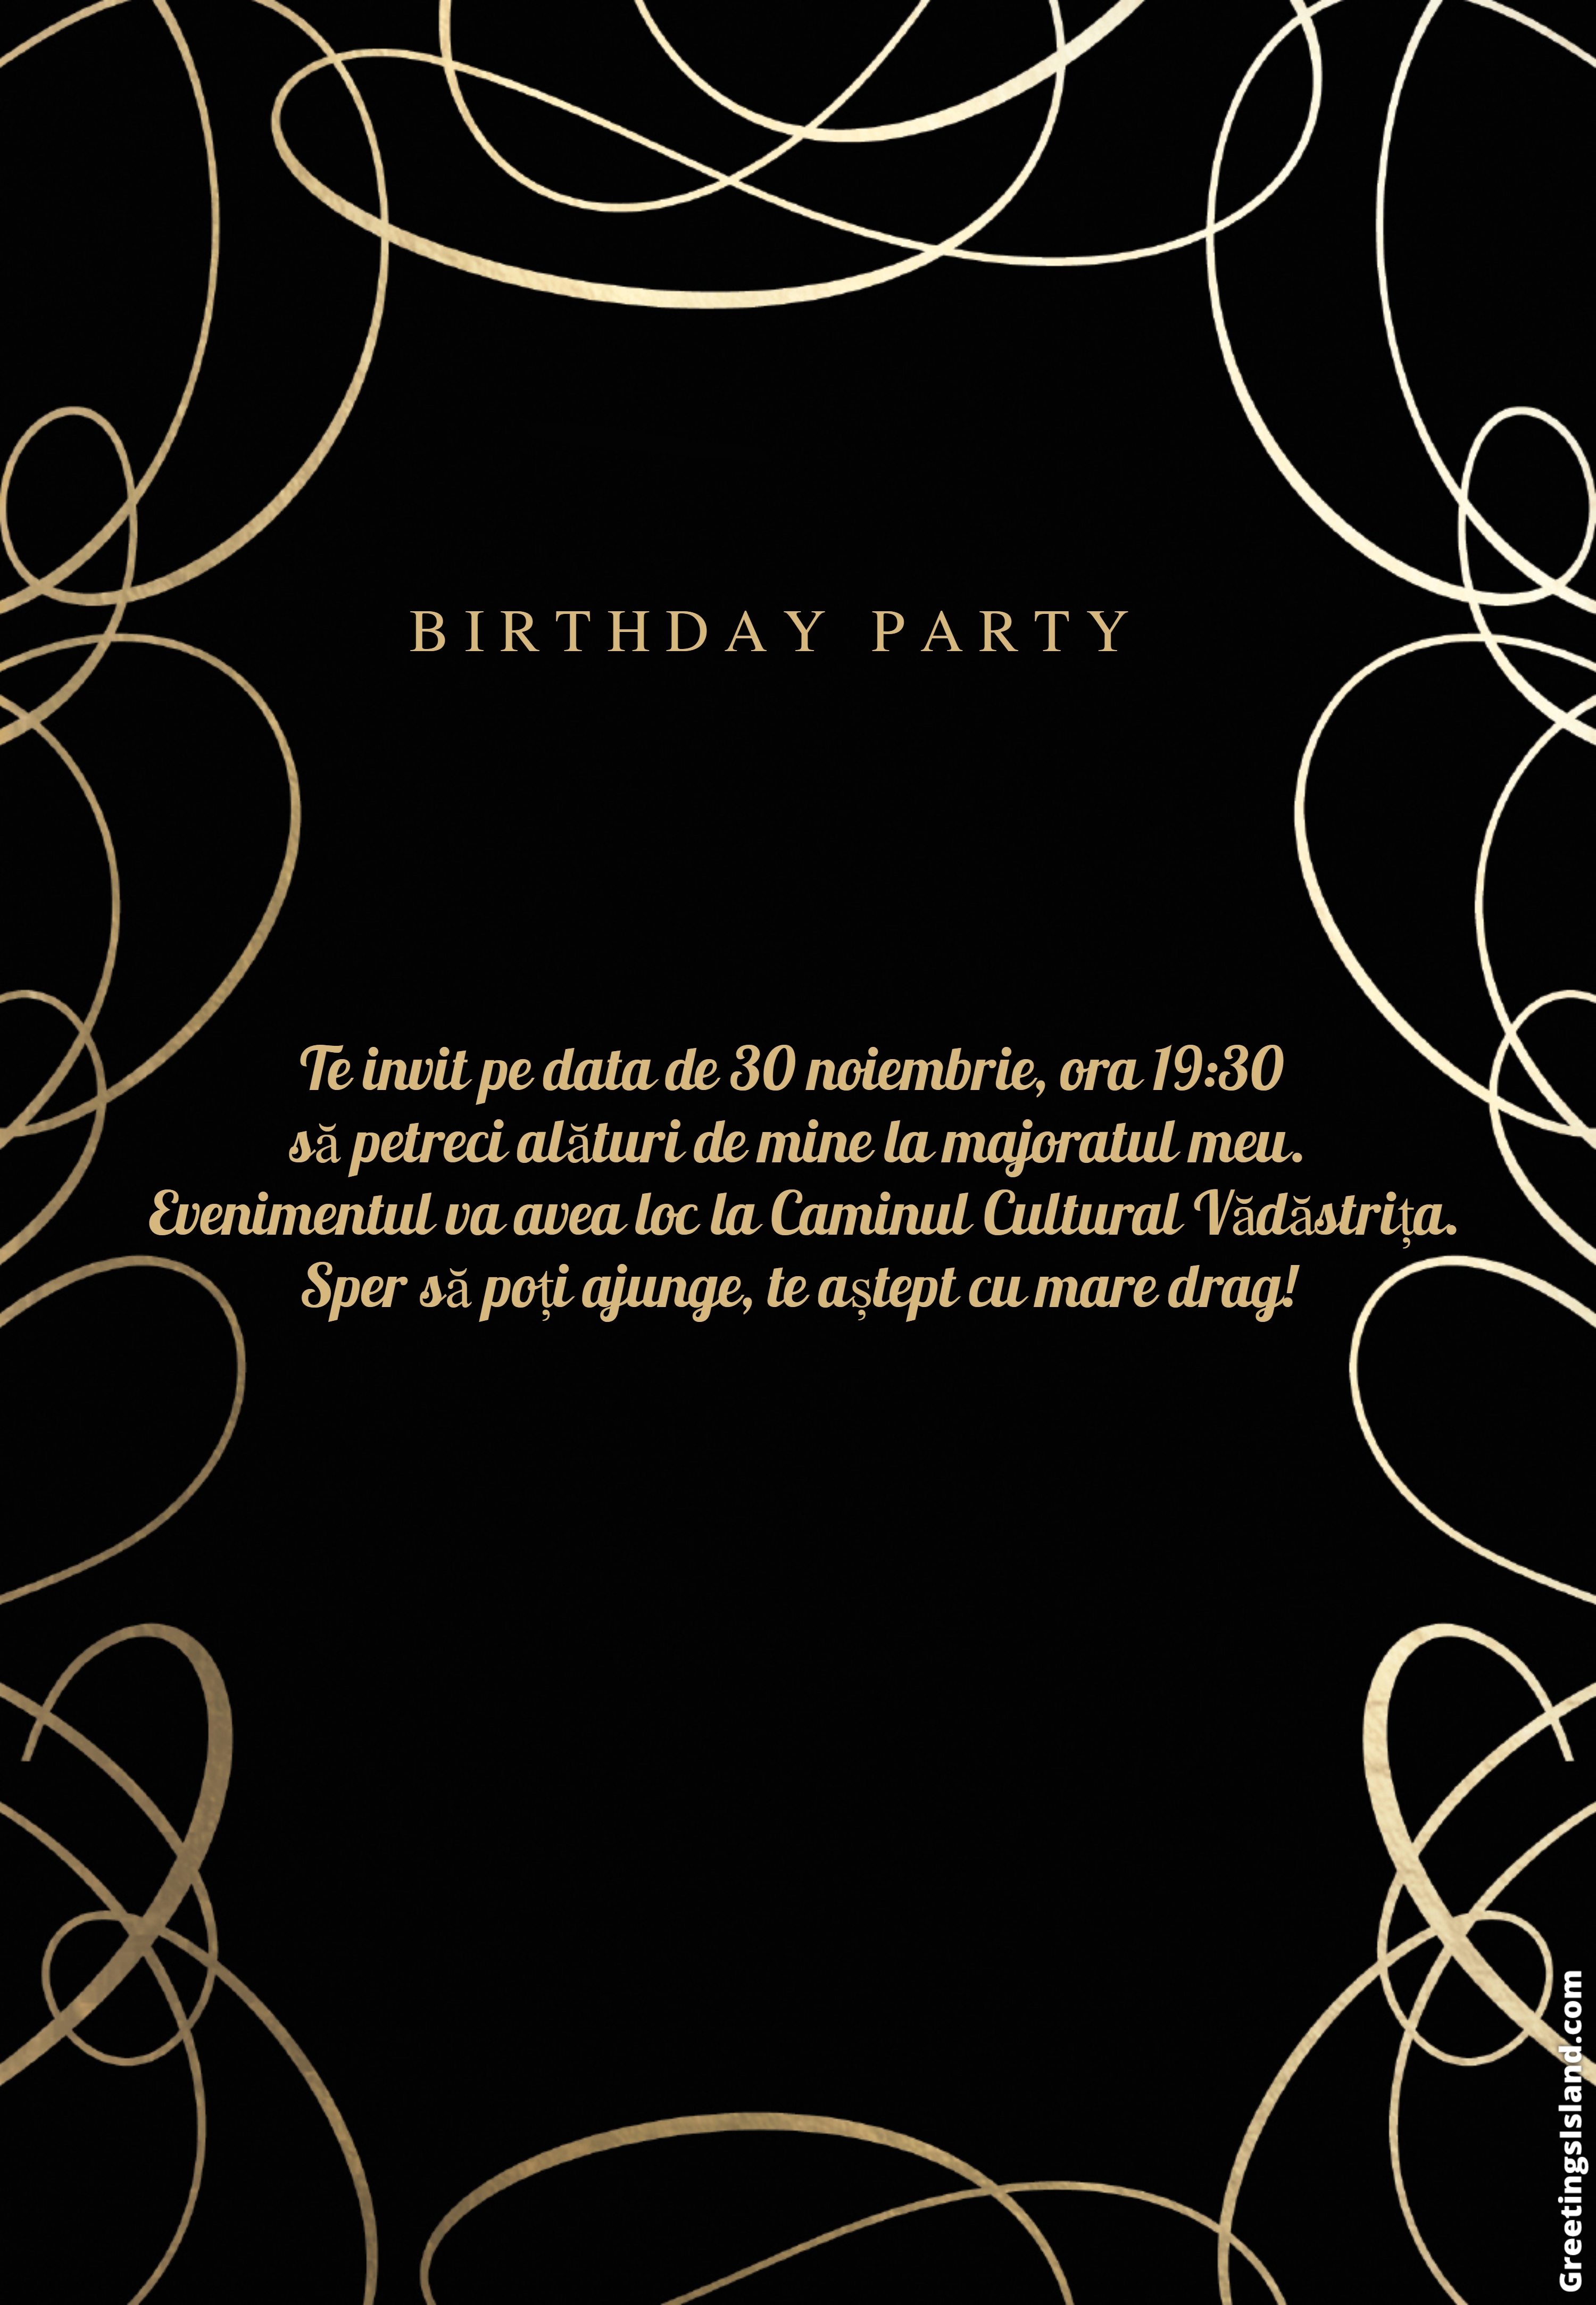 BIRTHDAY PARTY
Te invit pe data de 30 noiembrie, ora 19:30
să petreci alături de mine la majoratul meu.
Evenimentul va avea loc la Caminul Cultural Vădăstrița.
Sper să poți ajunge, te aștept cu mare drag!
GreetingsIsland.com